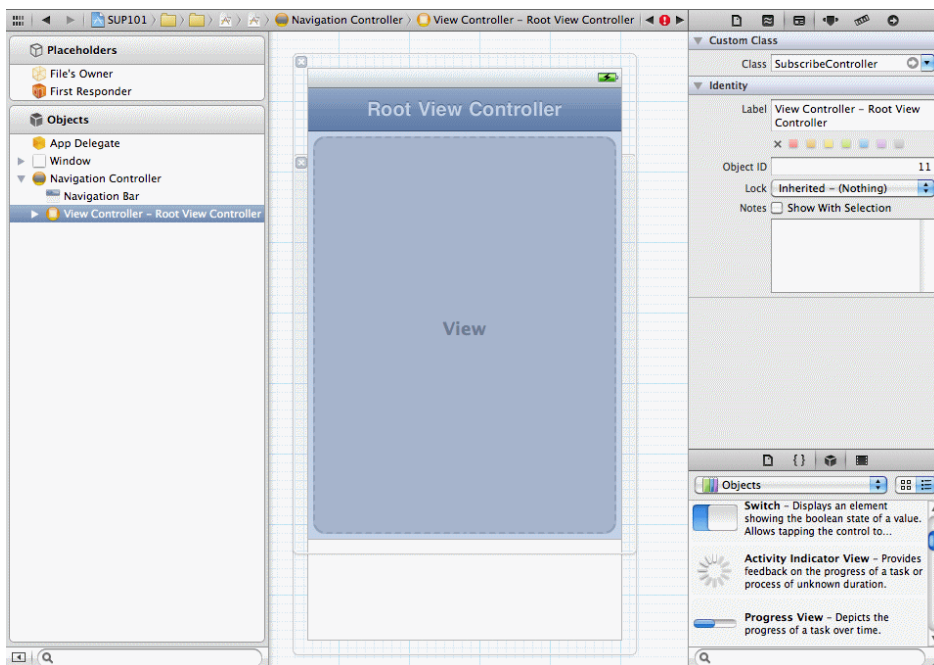 SUP101
Navigation Controller
View Controller – Root View Controller
Placeholders
File's Owner
First Responder
Objects
App Delegate
Window
Navigation Controller
Navigation Bar
View Controller – Root View Controller
Root View Controller
View
Custom Class
Class SubscribeController
Identity
Label View Controller – Root View
Controller
Object ID 11
Lock Inherited – (Nothing)
Notes Show With Selection
{}
Objects
Switch – Displays an element
showing the boolean state of a value.
Allows tapping the control to...
Activity Indicator View – Provides
feedback on the progress of a task or
process of unknown duration.
Progress View – Depicts the
progress of a task over time.